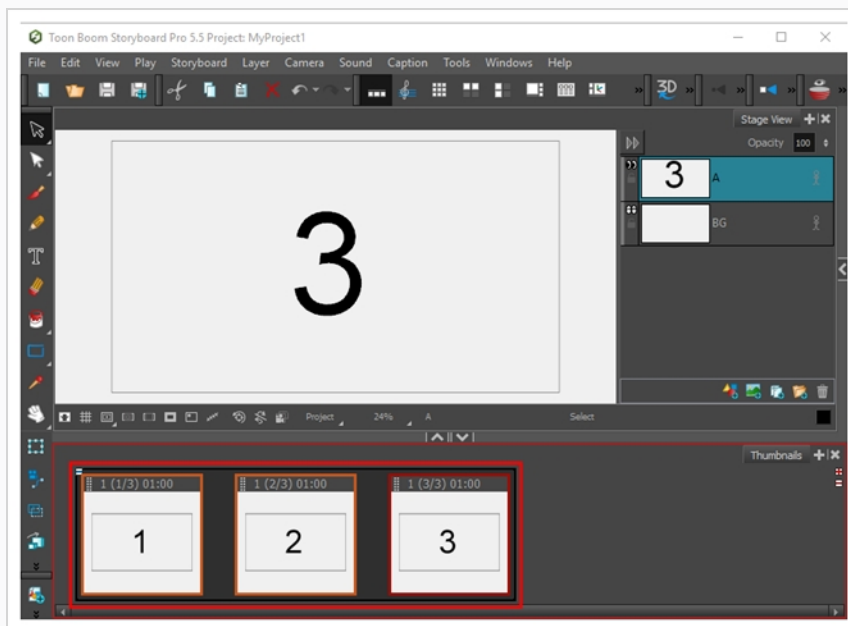 Toon Boom Storyboard Pro 5.5 Project: MyProject1
File Edit View Play Storyboard Layer Camera Sound Caption Tools Windows Help
3D
Stage View
Opacity 100
3 A
BG
3
T
Project 24% A Select
Thumbnails
1 (1/3) 01:00 1 (2/3) 01:00 1 (3/3) 01:00
1 2 3